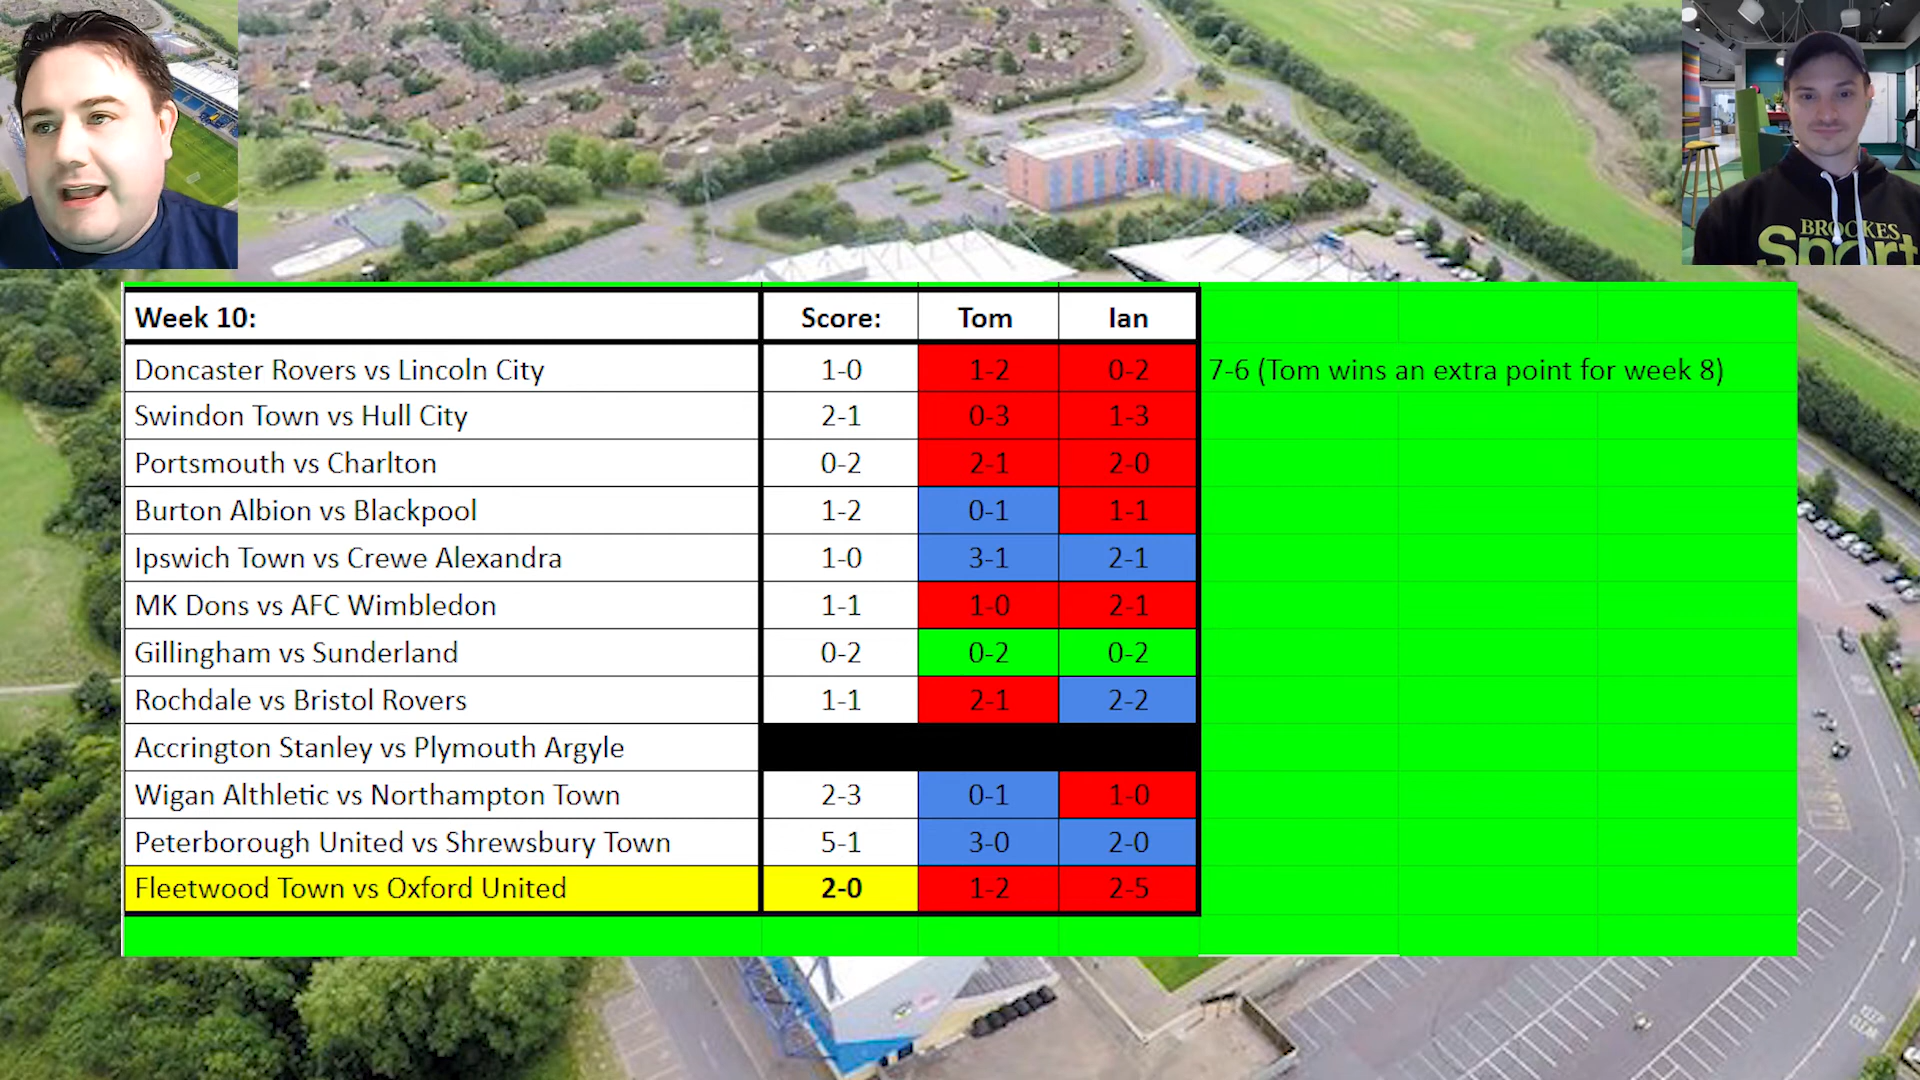 BROOKES
Sport
Week 10: Score: Tom Ian
Doncaster Rovers vs Lincoln City 1-0 1-2 0-2 7-6 (Tom wins an extra point for week 8)
Swindon Town vs Hull City 2-1 0-3 1-3
Portsmouth vs Charlton 0-2 2-1 2-0
Burton Albion vs Blackpool 1-2 0-1 1-1
Ipswich Town vs Crewe Alexandra 1-0 3-1 2-1
MK Dons vs AFC Wimbledon 1-1 1-0 2-1
Gillingham vs Sunderland 0-2 0-2 0-2
Rochdale vs Bristol Rovers 1-1 2-1 2-2
Accrington Stanley vs Plymouth Argyle
Wigan Althletic vs Northampton Town 2-3 0-1 1-0
Peterborough United vs Shrewsbury Town 5-1 3-0 2-0
Fleetwood Town vs Oxford United 2-0 1-2 2-5
KEEP
CLEAR